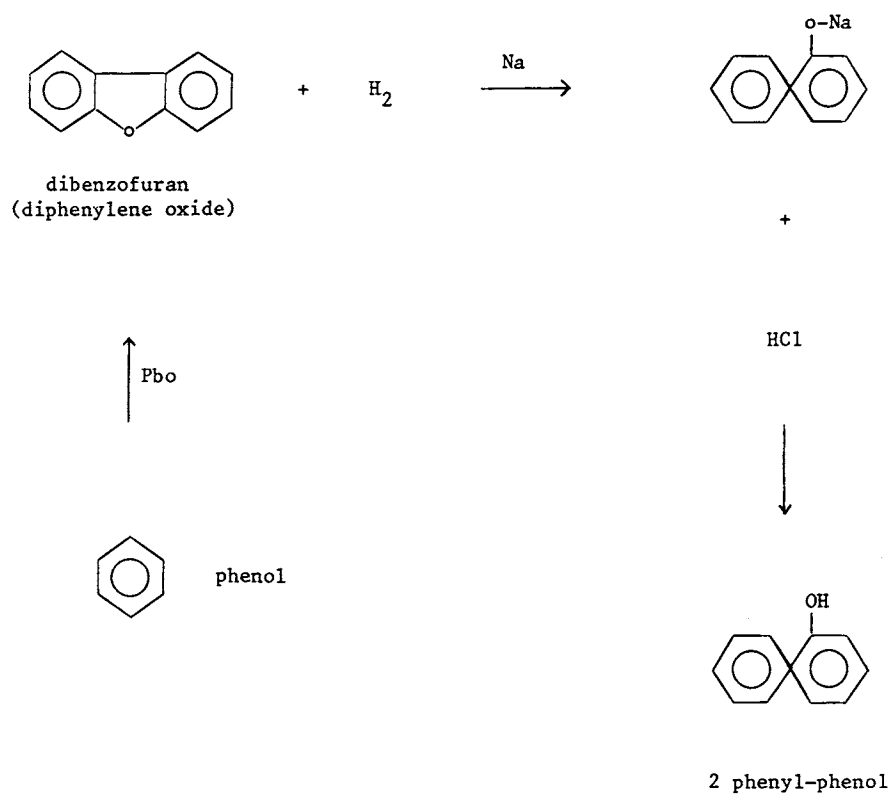 o-Na
Na
+ H2
o
dibenzofuran
(diphenylene oxide)
+
HCl
Pbo
phenol
OH
2 phenyl-phenol